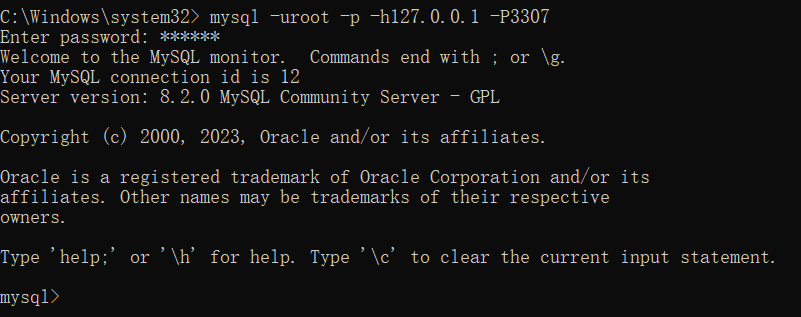 C:\Windows\system32> mysql -uroot -p -h127.0.0.1 -P3307
Enter password: ******
Welcome to the MySQL monitor.  Commands end with ; or \g.
Your MySQL connection id is 12
Server version: 8.2.0 MySQL Community Server - GPL
Copyright (c) 2000, 2023, Oracle and/or its affiliates.
Oracle is a registered trademark of Oracle Corporation and/or its
affiliates. Other names may be trademarks of their respective
owners.
Type 'help;' or '\h' for help. Type '\c' to clear the current input statement.
mysql>